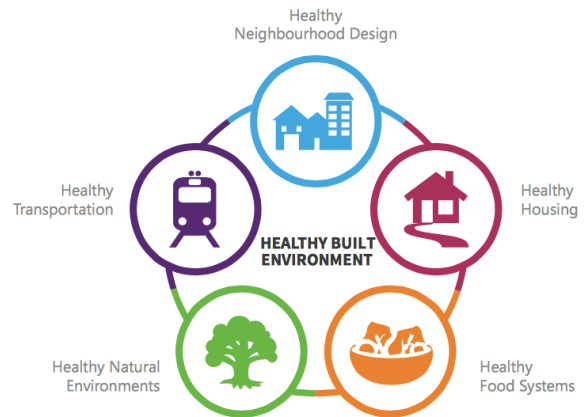 Healthy
Neighbourhood Design
Healthy
Transportation
Healthy
Housing
HEALTHY BUILT
ENVIRONMENT
Healthy Natural
Environments
Healthy
Food Systems